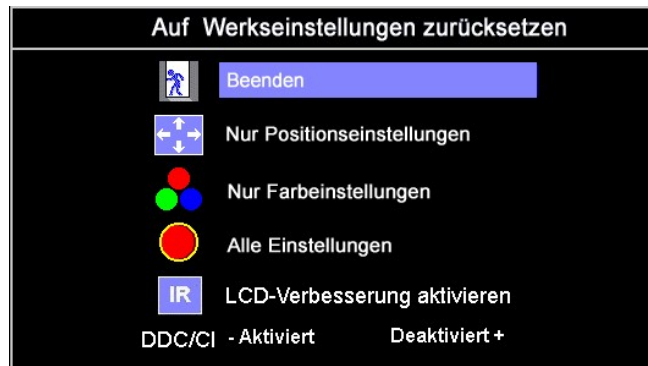 Auf Werkseinstellungen zurücksetzen
Beenden
Nur Positionseinstellungen
Nur Farbeinstellungen
Alle Einstellungen
IR LCD-Verbesserung aktivieren
DDC/CI - Aktiviert Deaktiviert +